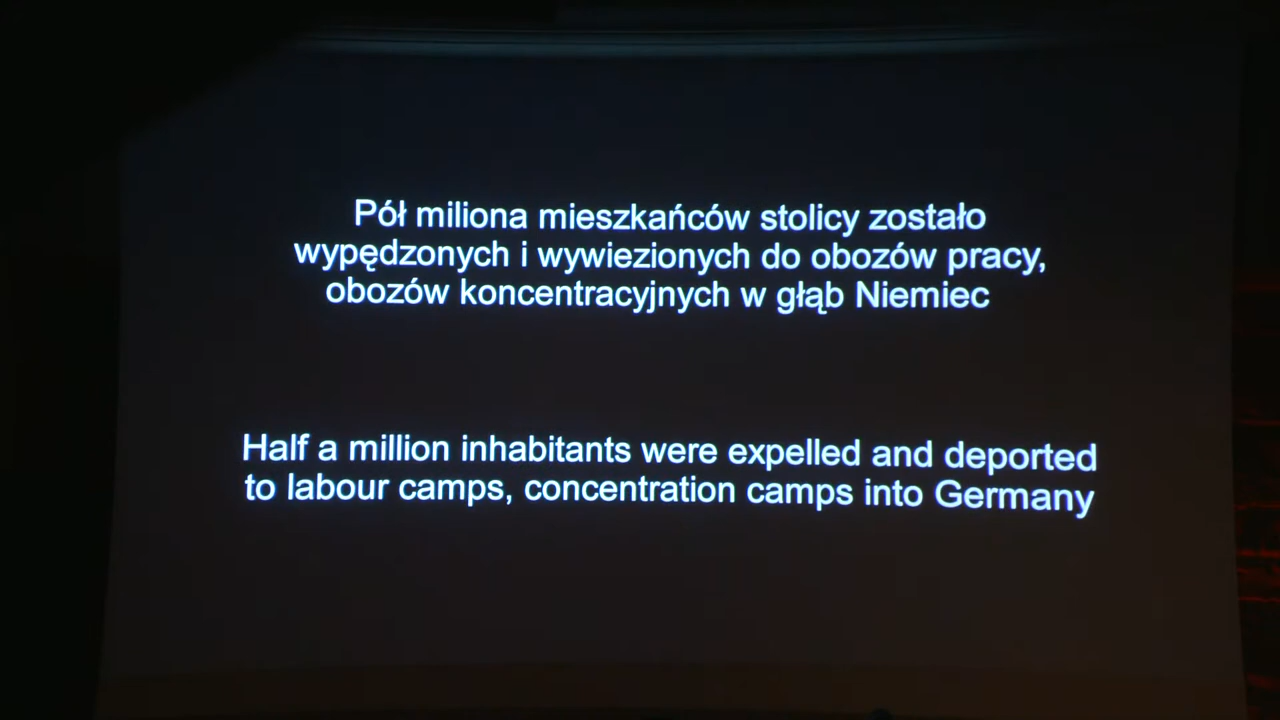 Pół miliona mieszkańców stolicy zostało
wypędzonych i wywiezionych do obozów pracy,
obozów koncentracyjnych w głąb Niemiec
Half a million inhabitants were expelled and deported
to labour camps, concentration camps into Germany